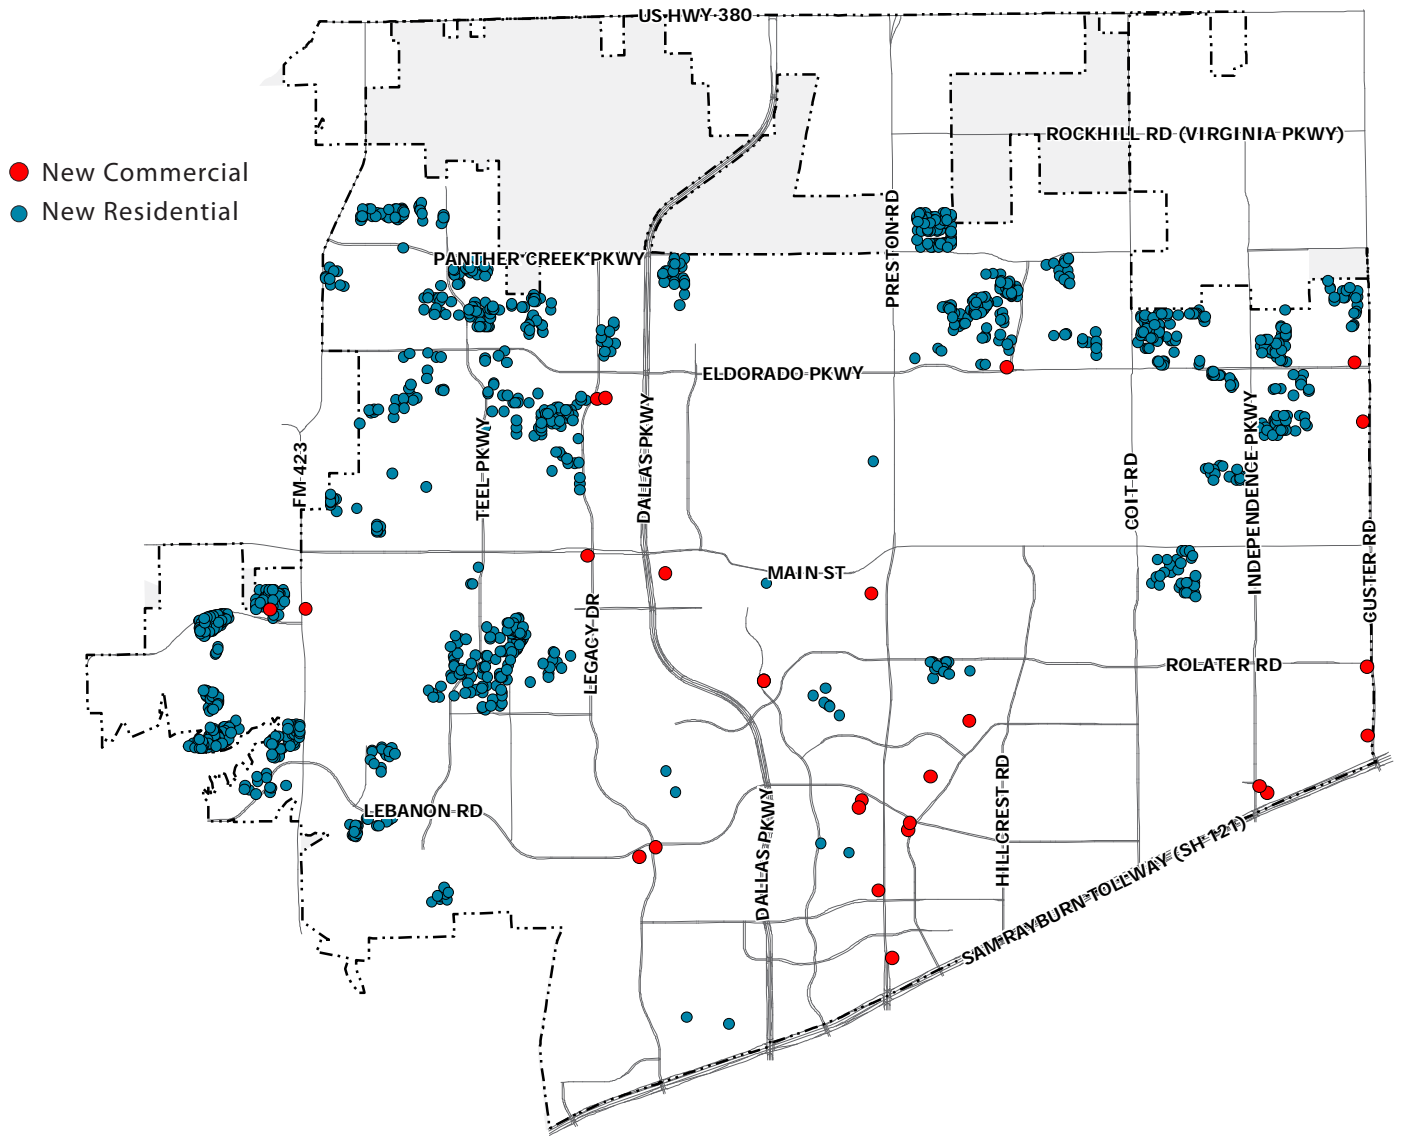 US HWY 380
ROCKHILL RD (VIRGINIA PKWY)
New Commercial
New Residential
PRESTON RD
PANTHER CREEK PKWY
ELDORADO PKWY
DALLAS PKWY
TEEL PKWY
FM 423
COIT RD
INDEPENDENCE PKWY
CUSTER RD
MAIN ST
LEGACY DR
ROLATER RD
HILLCREST RD
LEBANON RD
DALLAS PKWY
SAM RAYBURN TOLLWAY (SH 121)